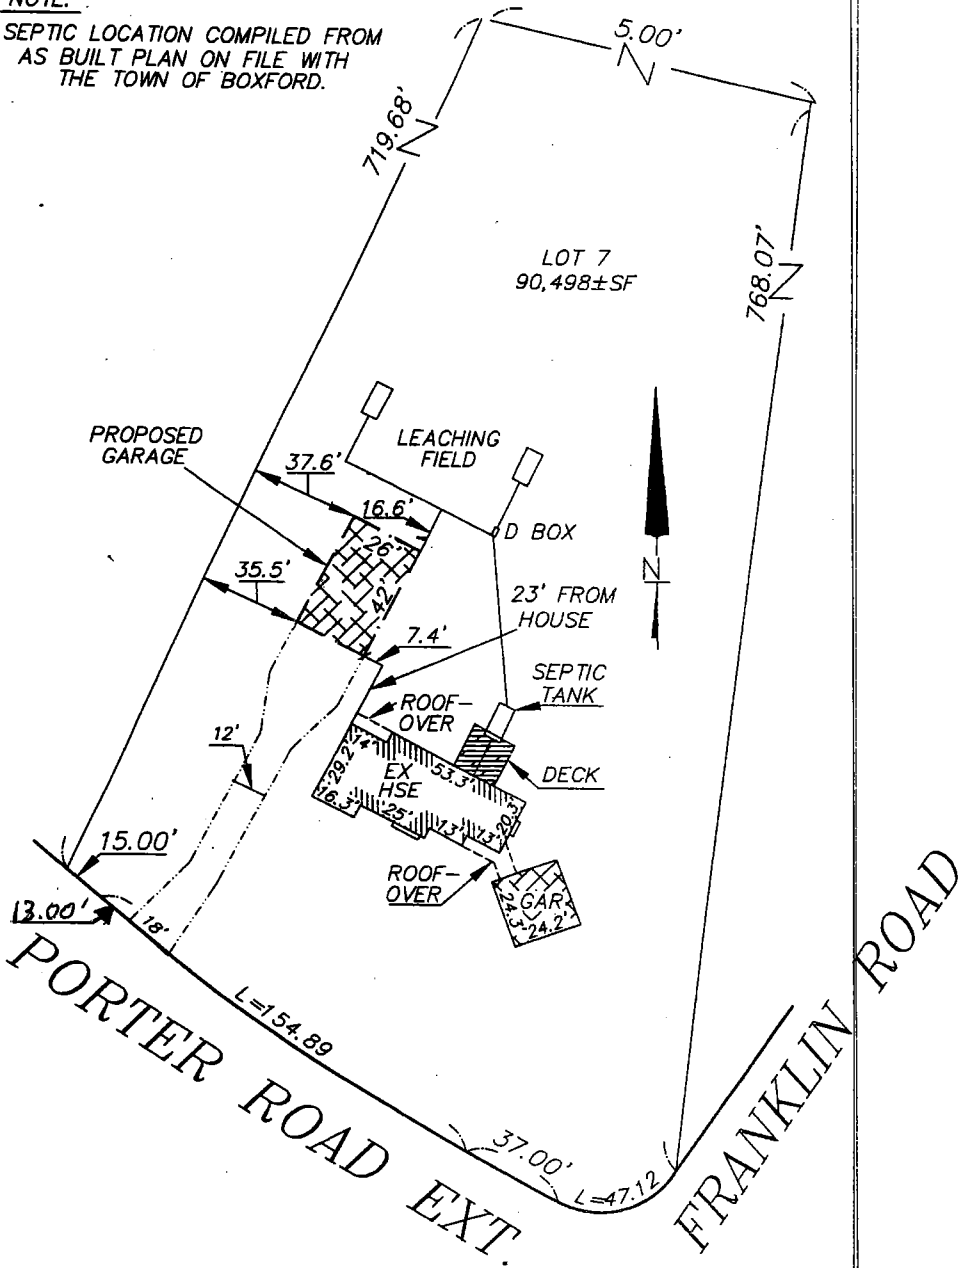 NOTE:
SEPTIC LOCATION COMPILED FROM
AS BUILT PLAN ON FILE WITH
THE TOWN OF BOXFORD.
5.00'
719.68'
768.07'
LOT 7
90,498±SF
PROPOSED
GARAGE
LEACHING
FIELD
37.6'
16.6'
26'
D BOX
35.5'
42'
23' FROM
HOUSE
7.4'
SEPTIC
TANK
ROOF-
OVER
12'
14'
53.3'
DECK
29.2'
EX
HSE
16.3'
25'
13'
13'
20.3'
15.00'
ROOF-
OVER
13.00'
18'
GAR
24.3'
24.2'
L=154.89
37.00'
L=47.12
PORTER ROAD EXT.
FRANKLIN ROAD
N